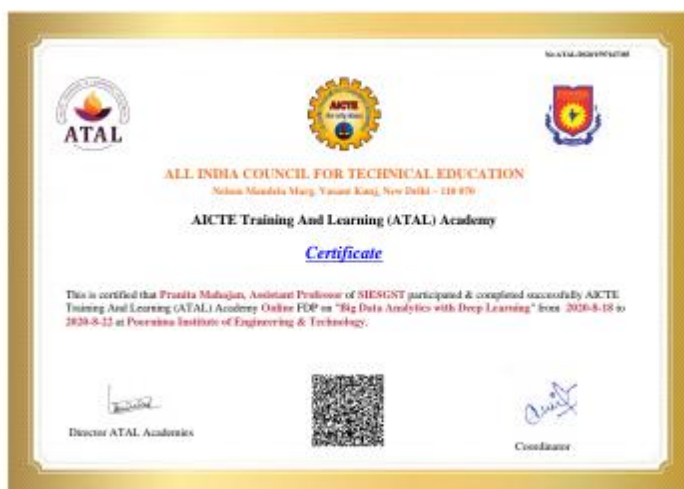 ATAL
AICTE
ALL INDIA COUNCIL FOR TECHNICAL EDUCATION
Nelson Mandela Marg, Vasant Kunj, New Delhi – 110 070
AICTE Training And Learning (ATAL) Academy
Certificate
This is certified that Pranita Mahajan, Assistant Professor of SIESGST participated & completed successfully AICTE
Training And Learning (ATAL) Academy Online FDP on "Big Data Analytics with Deep Learning" from 2020-8-18 to
2020-8-22 at Poornima Institute of Engineering & Technology.
Director ATAL Academics
Coordinator